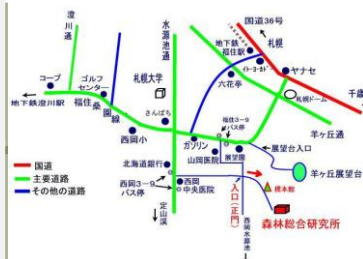 澄川通
水源池通
国道36号
札幌
地下鉄
福住駅
イトーヨーカドー
ヤナセ
コープ
ゴルフ
センター
札幌大学
六花亭
札幌ドーム
千歳
地下鉄澄川駅
福住
桑園線
さんぱち
福住3-9
バス停
羊ヶ丘通
西岡小
ガソリン
展望台入口
山岡医院
展望園
羊ヶ丘展望台
北海道銀行
西岡3-9
バス停
西岡
中央医院
入口(正門)
標本館
森林総合研究所
定山渓
西岡水源池
国道
主要道路
その他の道路